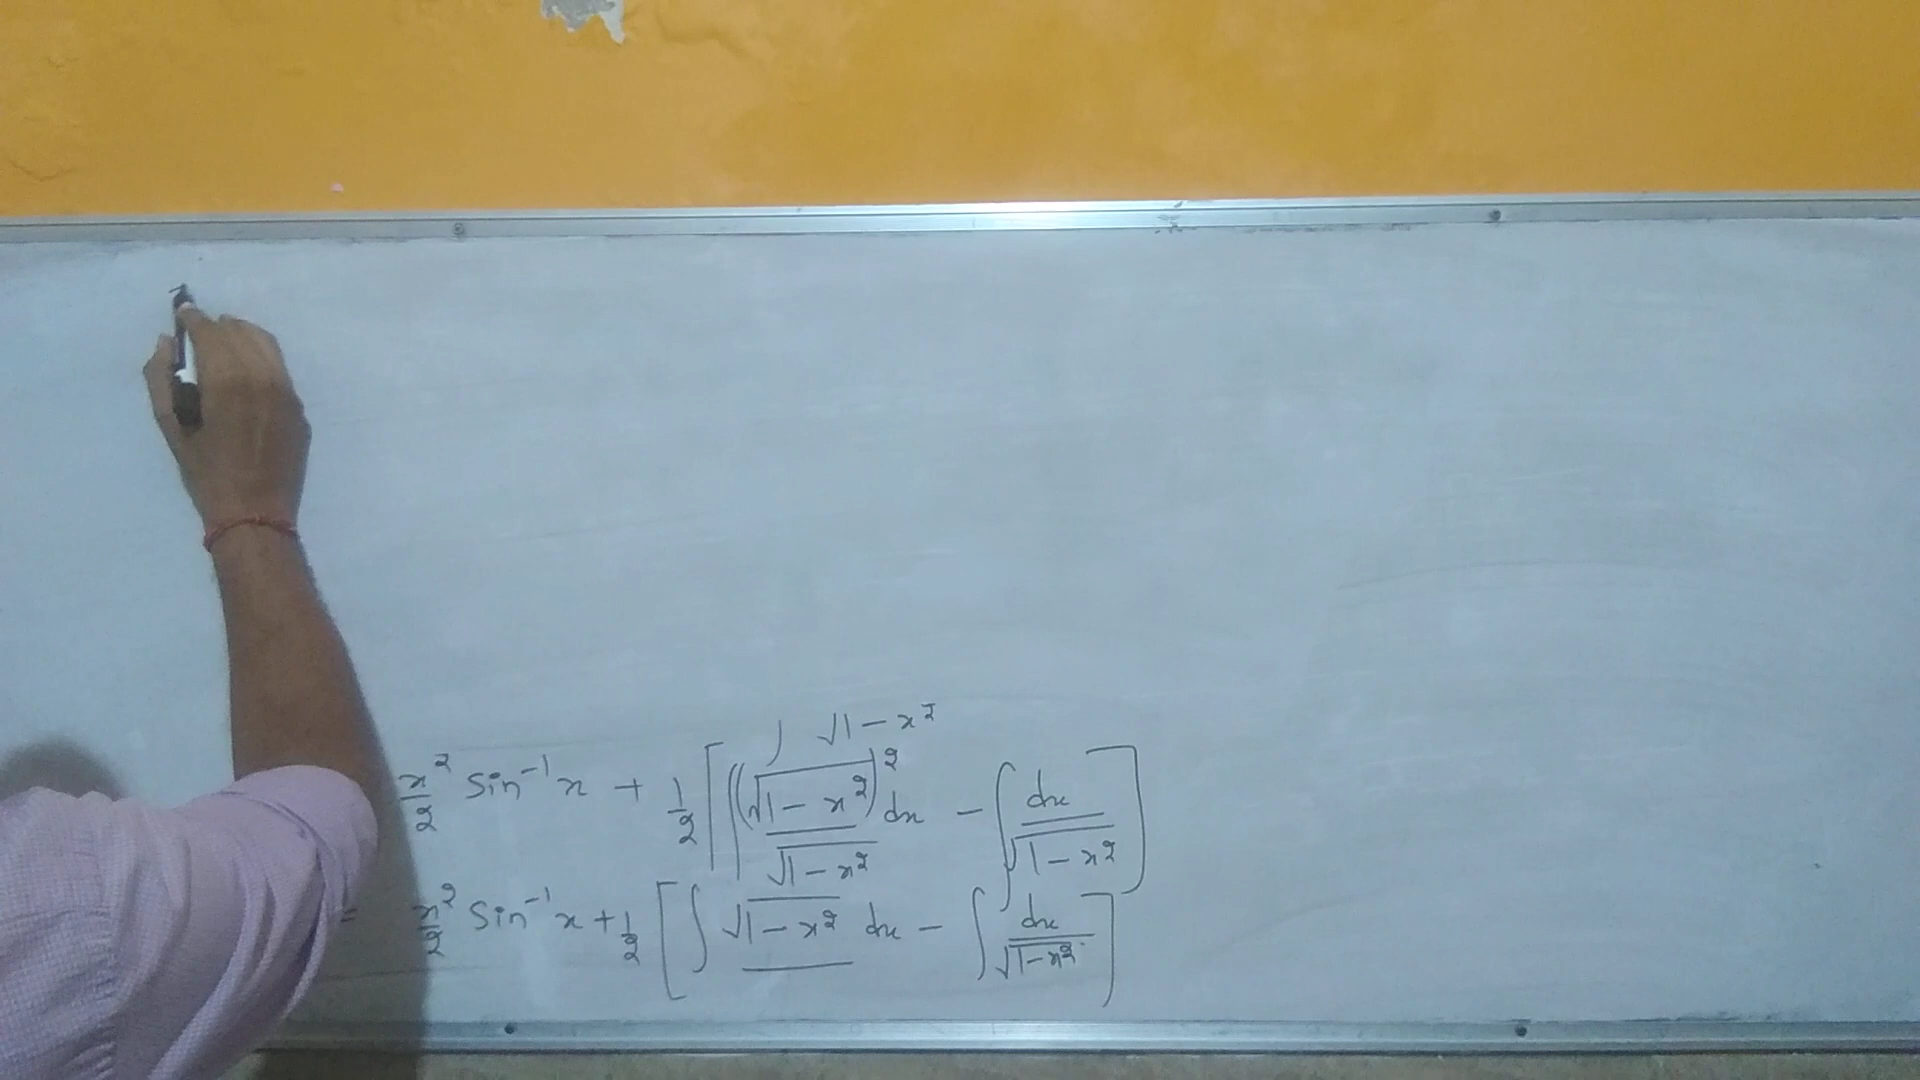 ∫ √1-x²
x²/2 Sin⁻¹x + 1/2 [∫ (√1-x²)²/√1-x² dx - ∫ dx/√1-x²]
= x²/2 Sin⁻¹x + 1/2 [∫ √1-x² dx - ∫ dx/√1-x²]